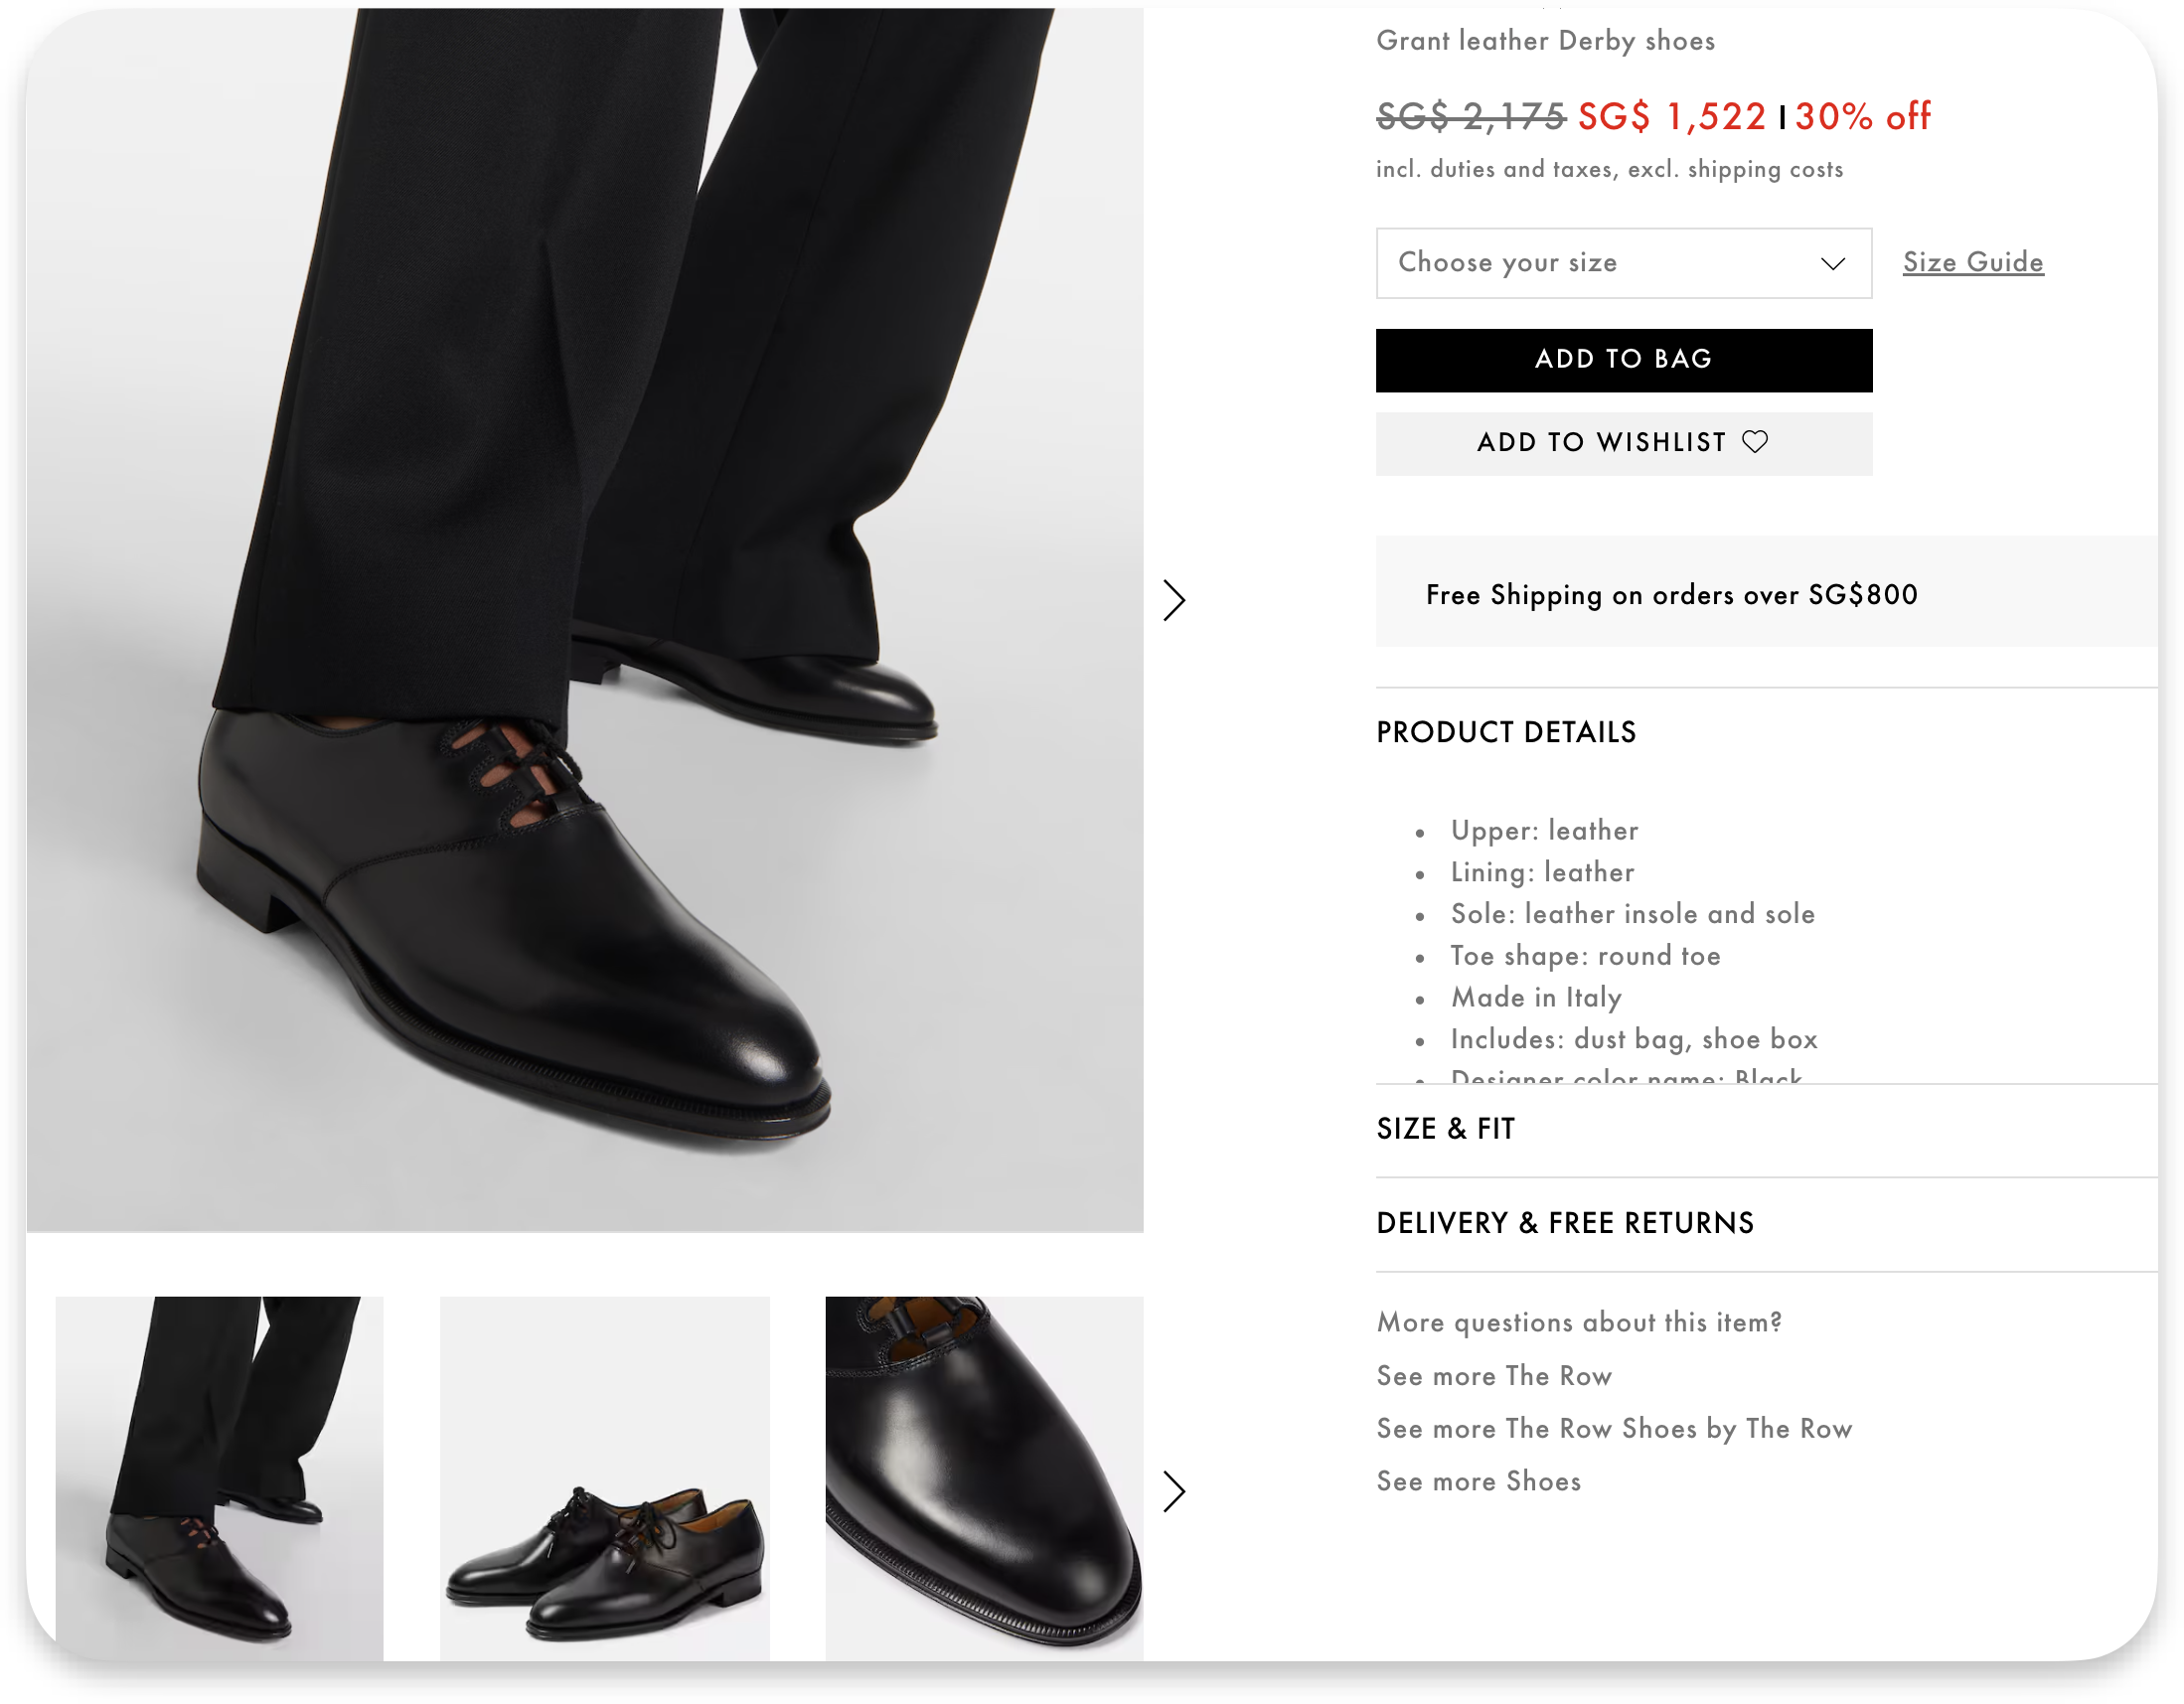 Grant leather Derby shoes
SG$ 2,175 SG$ 1,522 | 30% off
incl. duties and taxes, excl. shipping costs
Choose your size
Size Guide
ADD TO BAG
ADD TO WISHLIST
Free Shipping on orders over SG$800
PRODUCT DETAILS
• Upper: leather
• Lining: leather
• Sole: leather insole and sole
• Toe shape: round toe
• Made in Italy
• Includes: dust bag, shoe box
• Designer color name: Black
SIZE & FIT
DELIVERY & FREE RETURNS
More questions about this item?
See more The Row
See more The Row Shoes by The Row
See more Shoes